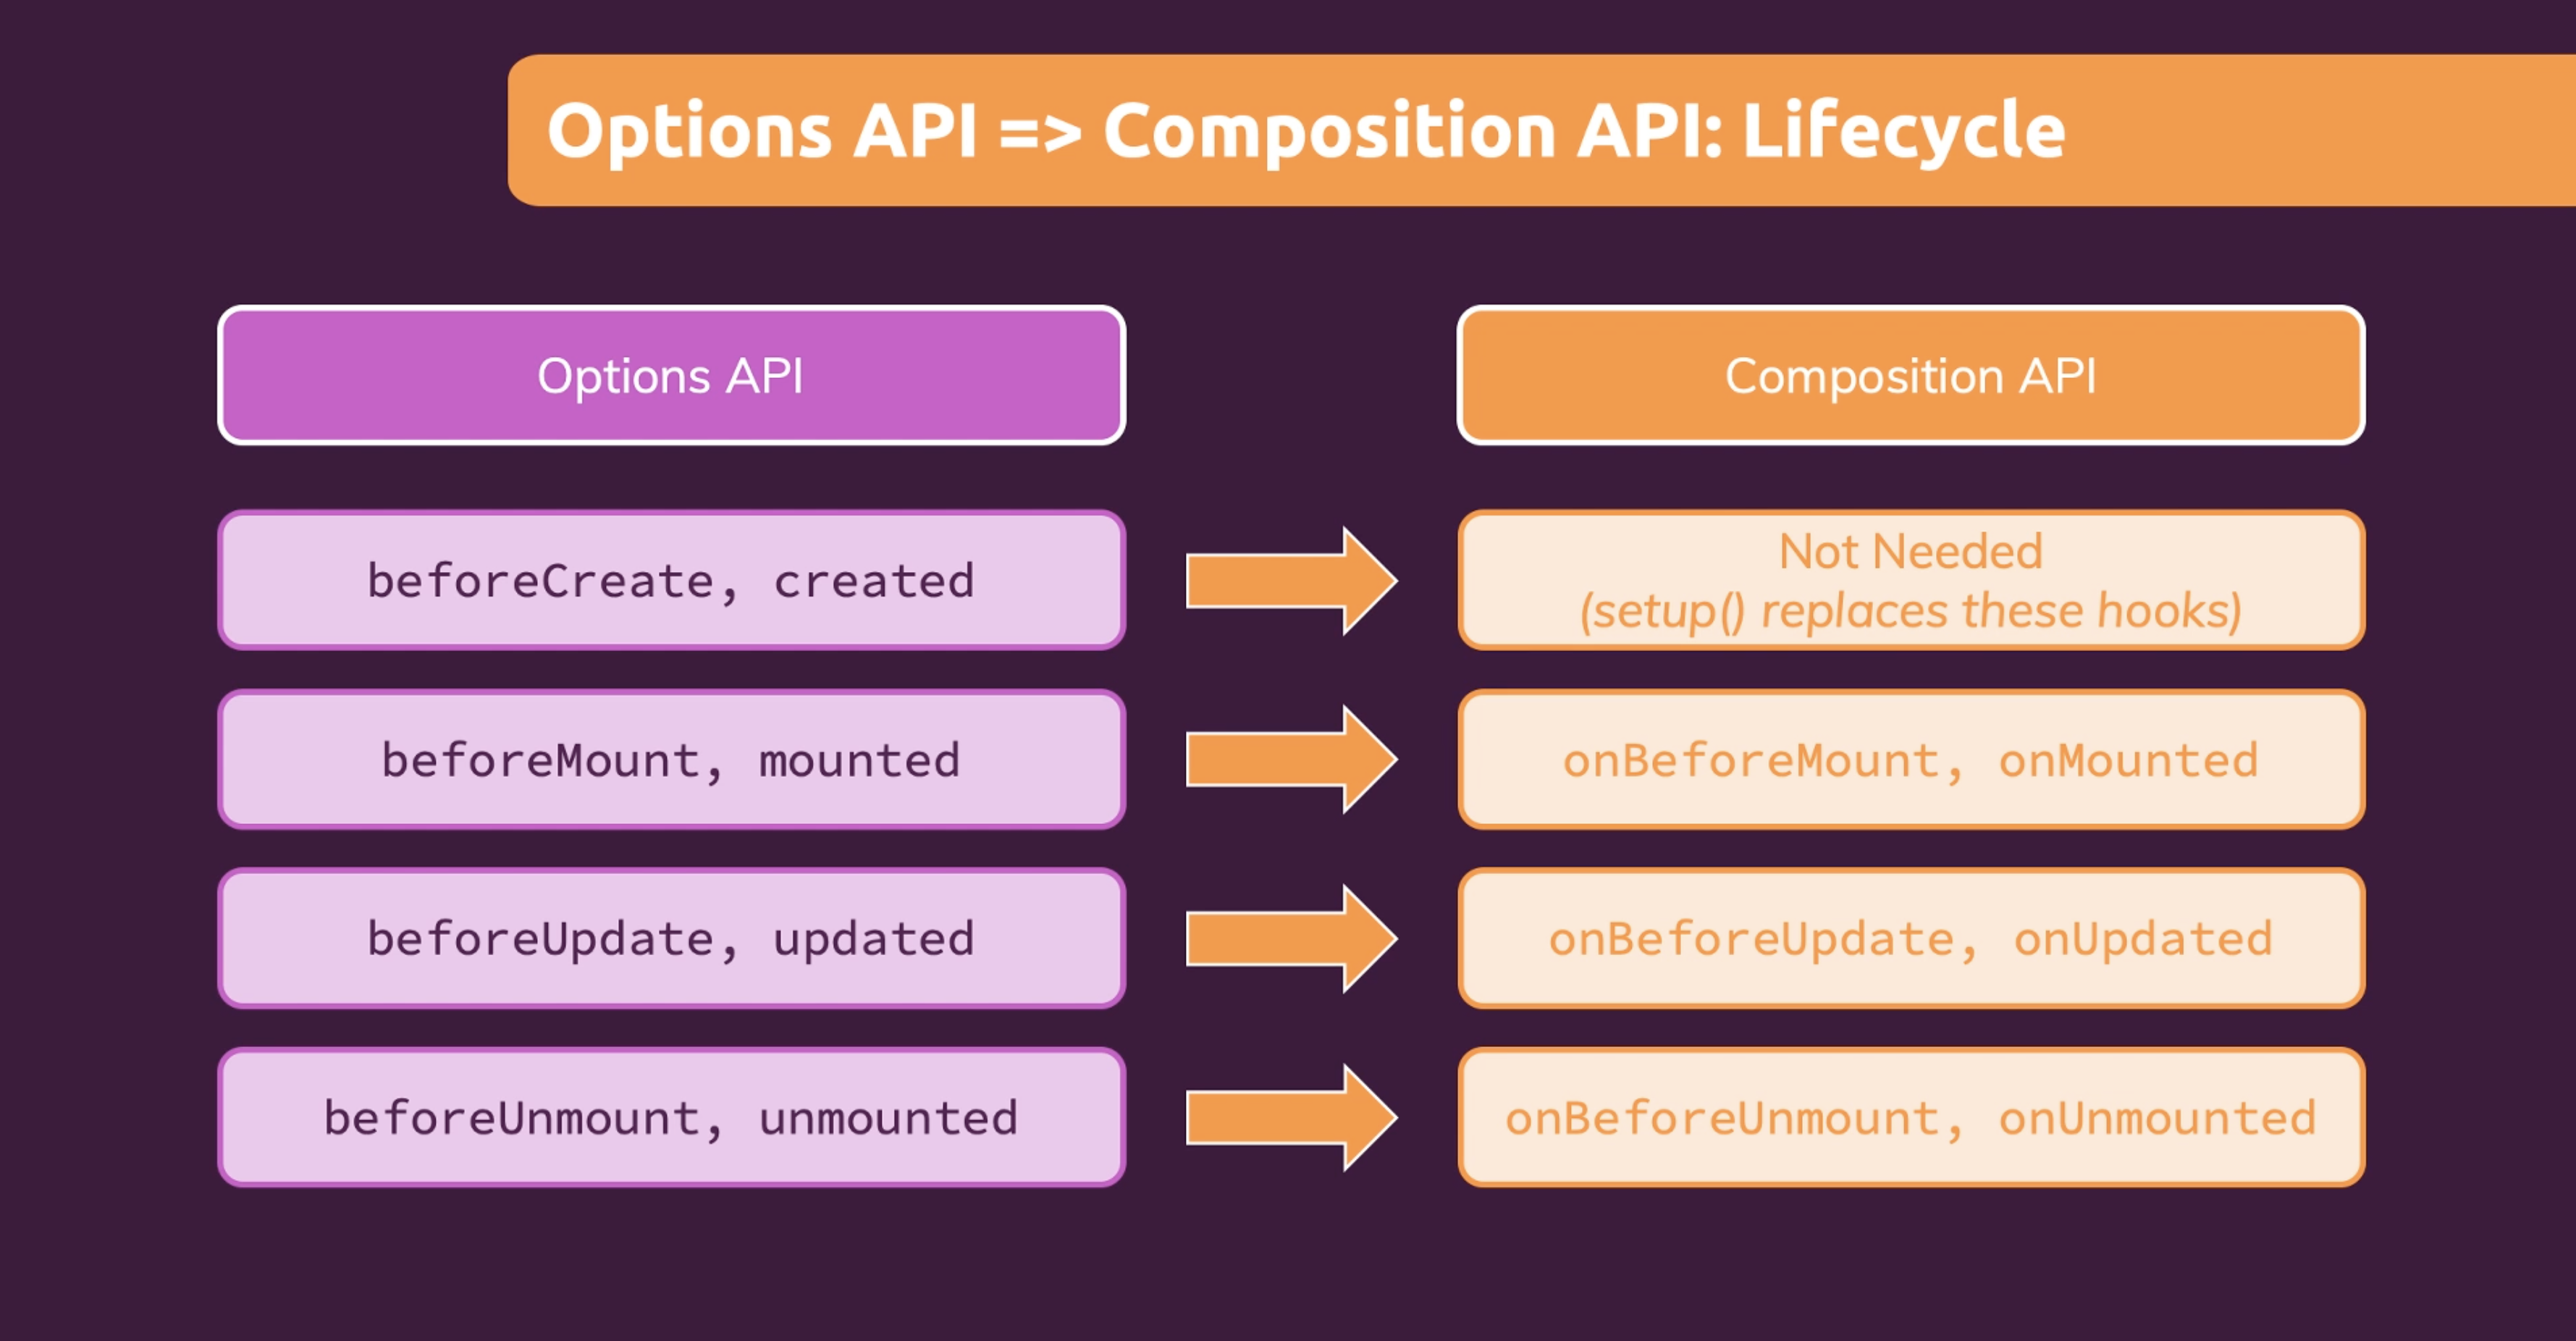 Options API => Composition API: Lifecycle
Options API
Composition API
beforeCreate, created
Not Needed
(setup() replaces these hooks)
beforeMount, mounted
onBeforeMount, onMounted
beforeUpdate, updated
onBeforeUpdate, onUpdated
beforeUnmount, unmounted
onBeforeUnmount, onUnmounted